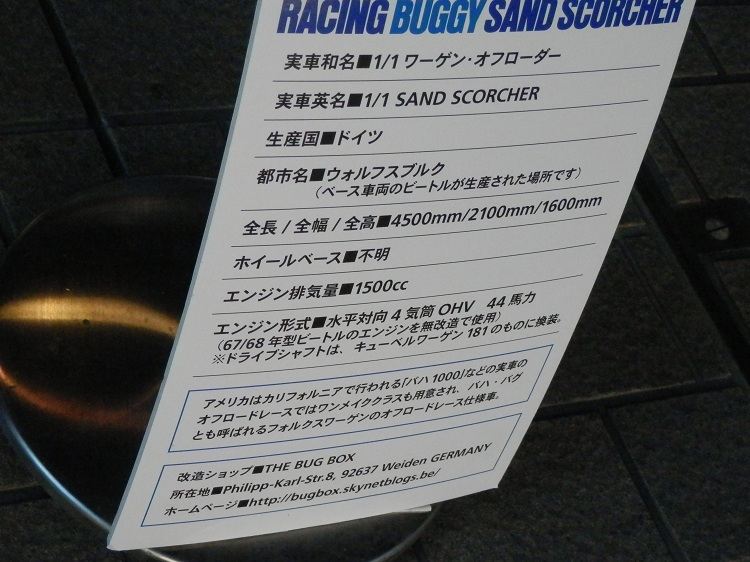 RACING BUGGY SAND SCORCHER
実車和名■1/1 ワーゲン・オフローダー
実車英名■1/1 SAND SCORCHER
生産国■ドイツ
都市名■ウォルフスブルク
（ベース車両のビートルが生産された場所です）
全長 / 全幅 / 全高■4500mm/2100mm/1600mm
ホイールベース■不明
エンジン排気量■1500cc
エンジン形式■水平対向 4 気筒 OHV 44 馬力
（67/68 年型ビートルのエンジンを無改造で使用）
※ドライブシャフトは、キューベルワーゲン 181 のものに換装。
アメリカはカリフォルニアで行われる「バハ 1000」などの実車の
オフロードレースではワンメイククラスも用意され、バハ・バグ
とも呼ばれるフォルクスワーゲンのオフロードレース仕様車。
改造ショップ■THE BUG BOX
所在地■Philipp-Karl-Str.8, 92637 Weiden GERMANY
ホームページ■http://bugbox.skynetblogs.be/